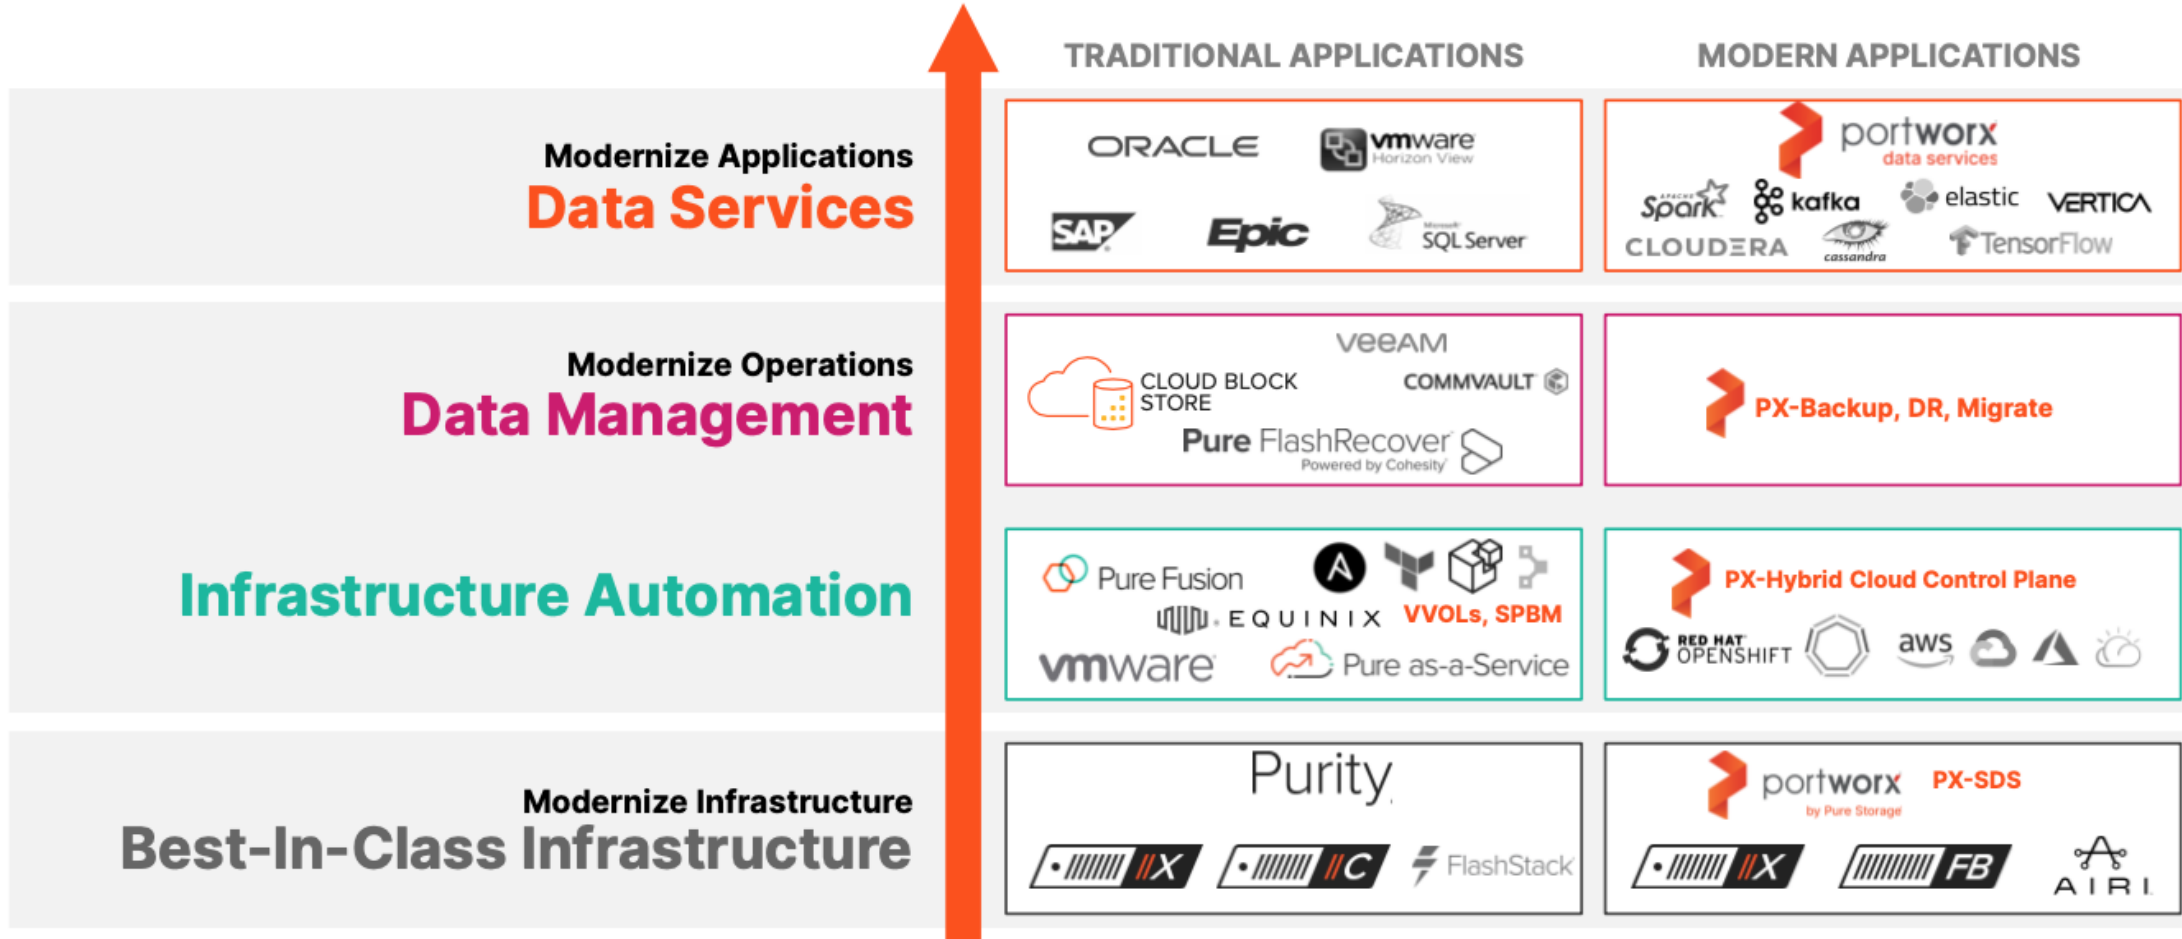 TRADITIONAL APPLICATIONS
MODERN APPLICATIONS
Modernize Applications
Data Services
ORACLE
vmware
Horizon View
SAP
Epic
Microsoft
SQL Server
portworx
data services
APACHE
Spark
kafka
elastic
VERTICA
CLOUDERA
cassandra
TensorFlow
Modernize Operations
Data Management
veeAM
CLOUD BLOCK
STORE
COMMVAULT
Pure FlashRecover
Powered by Cohesity
PX-Backup, DR, Migrate
Infrastructure Automation
Pure Fusion
A
EQUINIX
VVOLs, SPBM
vmware
Pure as-a-Service
PX-Hybrid Cloud Control Plane
RED HAT
OPENSHIFT
aws
Modernize Infrastructure
Best-In-Class Infrastructure
Purity
//X
//C
FlashStack
portworx
by Pure Storage
PX-SDS
//X
FB
AIRI